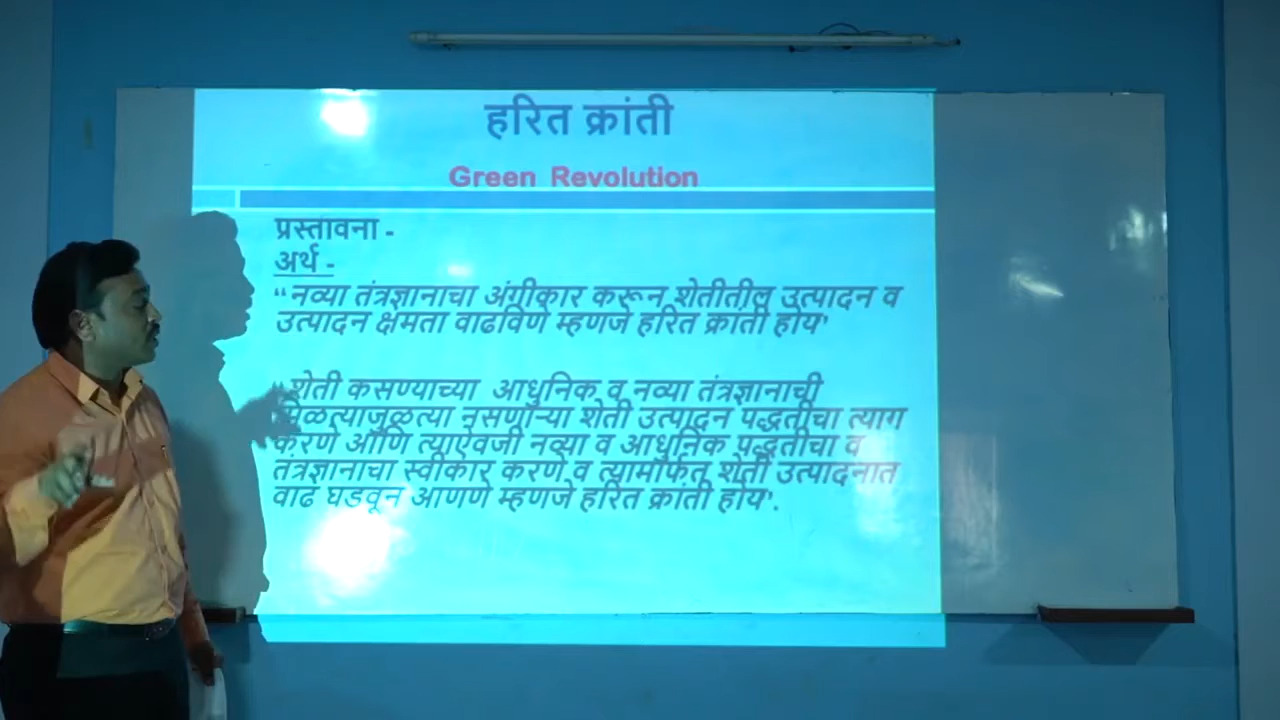 हरित क्रांती
Green Revolution
प्रस्तावना -
अर्थ -
“नव्या तंत्रज्ञानाचा अंगीकार करून शेतीतील उत्पादन व
उत्पादन क्षमता वाढविणे म्हणजे हरित क्रांती होय"
शेती कसण्याच्या आधुनिक व नव्या तंत्रज्ञानाची
मेळत्याजुळत्या नसणाऱ्या शेती उत्पादन पद्धतीचा त्याग
करणे आणि त्याऐवजी नव्या व आधुनिक पद्धतीचा व
तंत्रज्ञानाचा स्वीकार करणे व त्यामार्फत शेती उत्पादनात
वाढ घडवून आणणे म्हणजे हरित क्रांती होय".